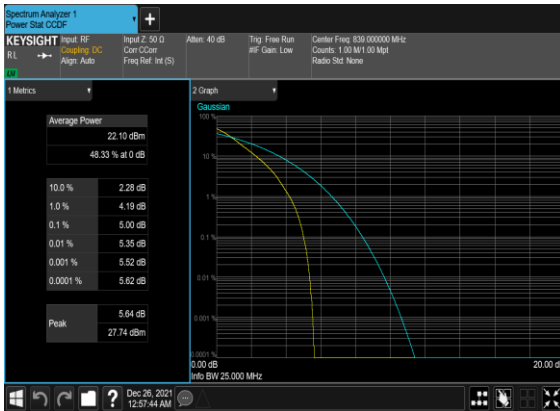 Spectrum Analyzer 1
Power Stat CCDF
+
KEYSIGHT
RL
LXI
Input: RF
Coupling: DC
Align: Auto
Input Z: 50 Ω
Corr CCorr
Freq Ref: Int (S)
Atten: 40 dB
Trig: Free Run
#IF Gain: Low
Center Freq: 839.000000 MHz
Counts: 1.00 M/1.00 Mpt
Radio Std: None
1 Metrics
2 Graph
Average Power
22.10 dBm
48.33 % at 0 dB
10.0 % 2.28 dB
1.0 % 4.19 dB
0.1 % 5.00 dB
0.01 % 5.35 dB
0.001 % 5.52 dB
0.0001 % 5.62 dB
Peak 5.64 dB
27.74 dBm
Gaussian
100 %
10 %
1 %
0.1 %
0.01 %
0.001 %
0.0001 %
0.00 dB
20.00 d
Info BW 25.000 MHz
?
Dec 26, 2021
12:57:44 AM